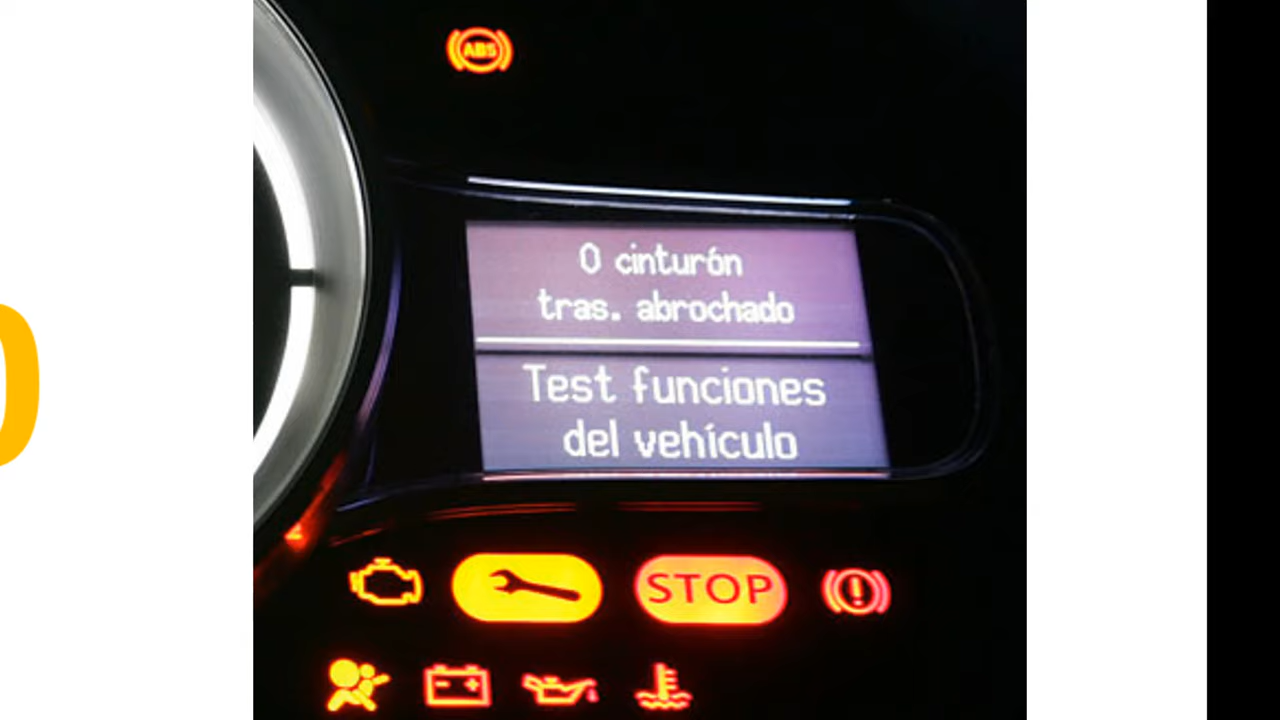 ABS
0 cinturón
tras. abrochado
Test funciones
del vehículo
STOP